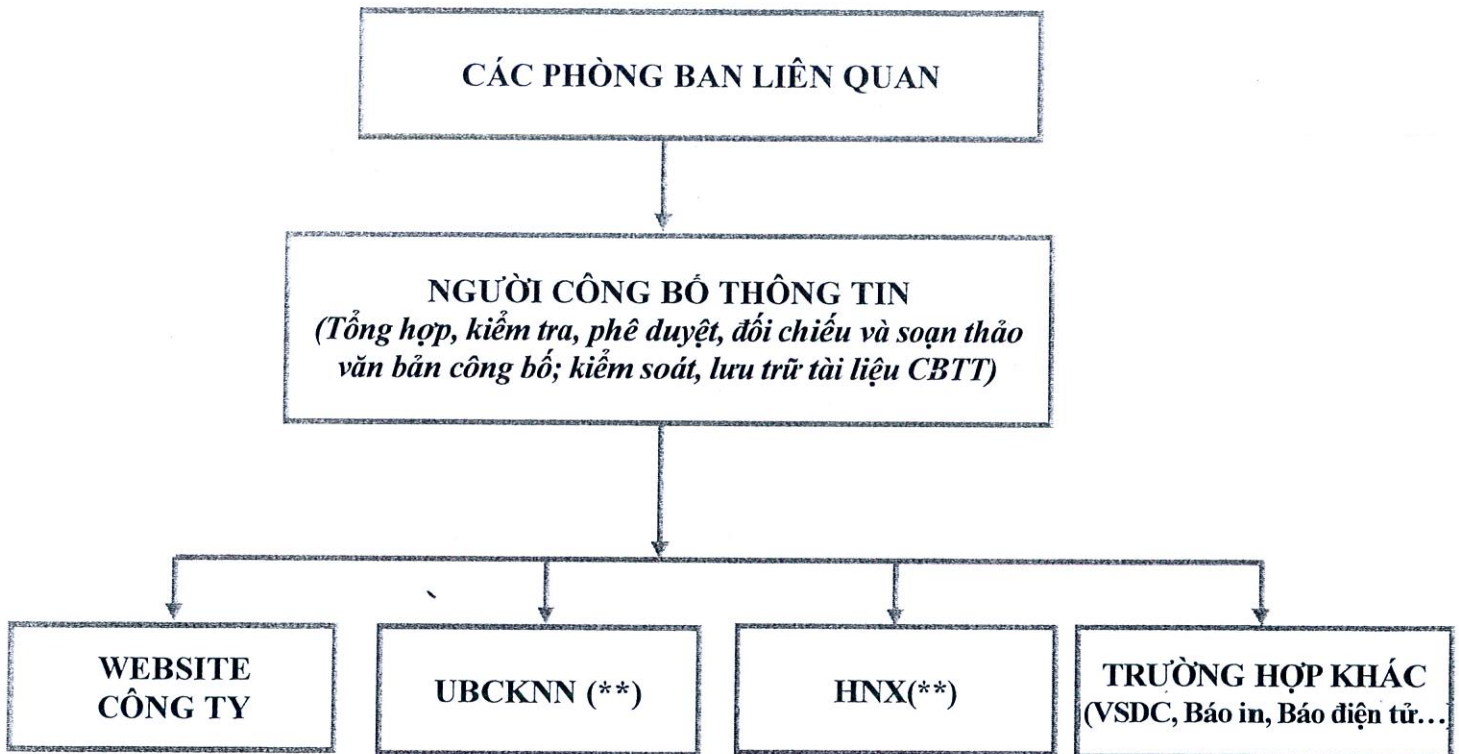 CÁC PHÒNG BAN LIÊN QUAN
NGƯỜI CÔNG BỐ THÔNG TIN
(Tổng hợp, kiểm tra, phê duyệt, đối chiếu và soạn thảo
văn bản công bố; kiểm soát, lưu trữ tài liệu CBTT)
WEBSITE
CÔNG TY
UBCKNN (**)
HNX(**)
TRƯỜNG HỢP KHÁC
(VSDC, Báo in, Báo điện tử…